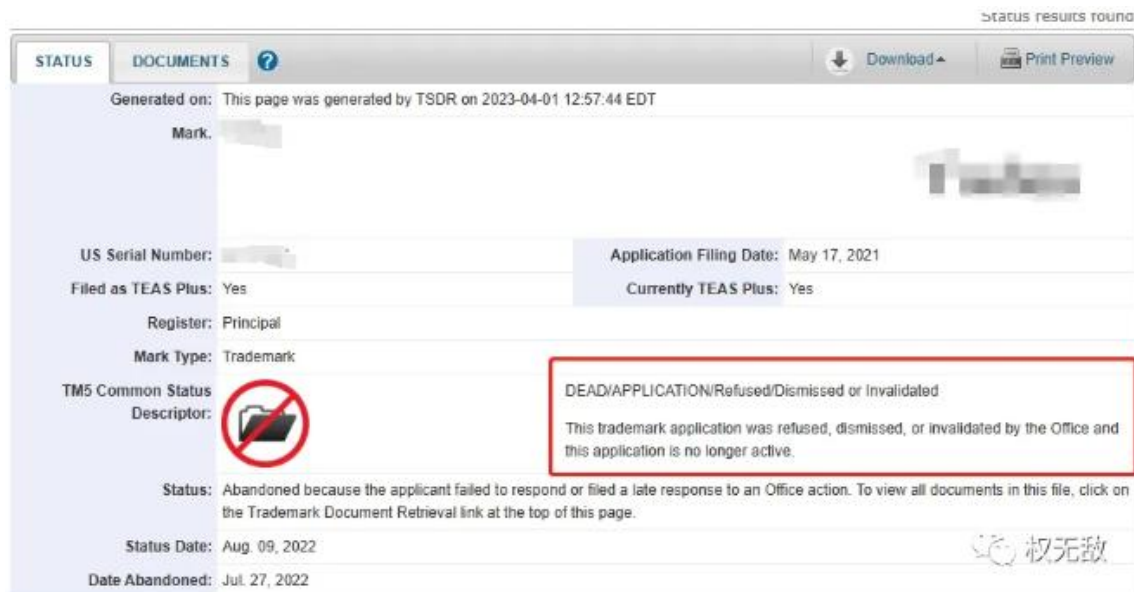 Status results found
STATUS DOCUMENTS ? Download Print Preview
Generated on: This page was generated by TSDR on 2023-04-01 12:57:44 EDT
Mark.
US Serial Number: Application Filing Date: May 17, 2021
Filed as TEAS Plus: Yes Currently TEAS Plus: Yes
Register: Principal
Mark Type: Trademark
TM5 Common Status
Descriptor:
DEAD/APPLICATION/Refused/Dismissed or Invalidated
This trademark application was refused, dismissed, or invalidated by the Office and
this application is no longer active.
Status: Abandoned because the applicant failed to respond or filed a late response to an Office action. To view all documents in this file, click on
the Trademark Document Retrieval link at the top of this page.
Status Date: Aug. 09, 2022
Date Abandoned: Jul. 27, 2022
权无敌